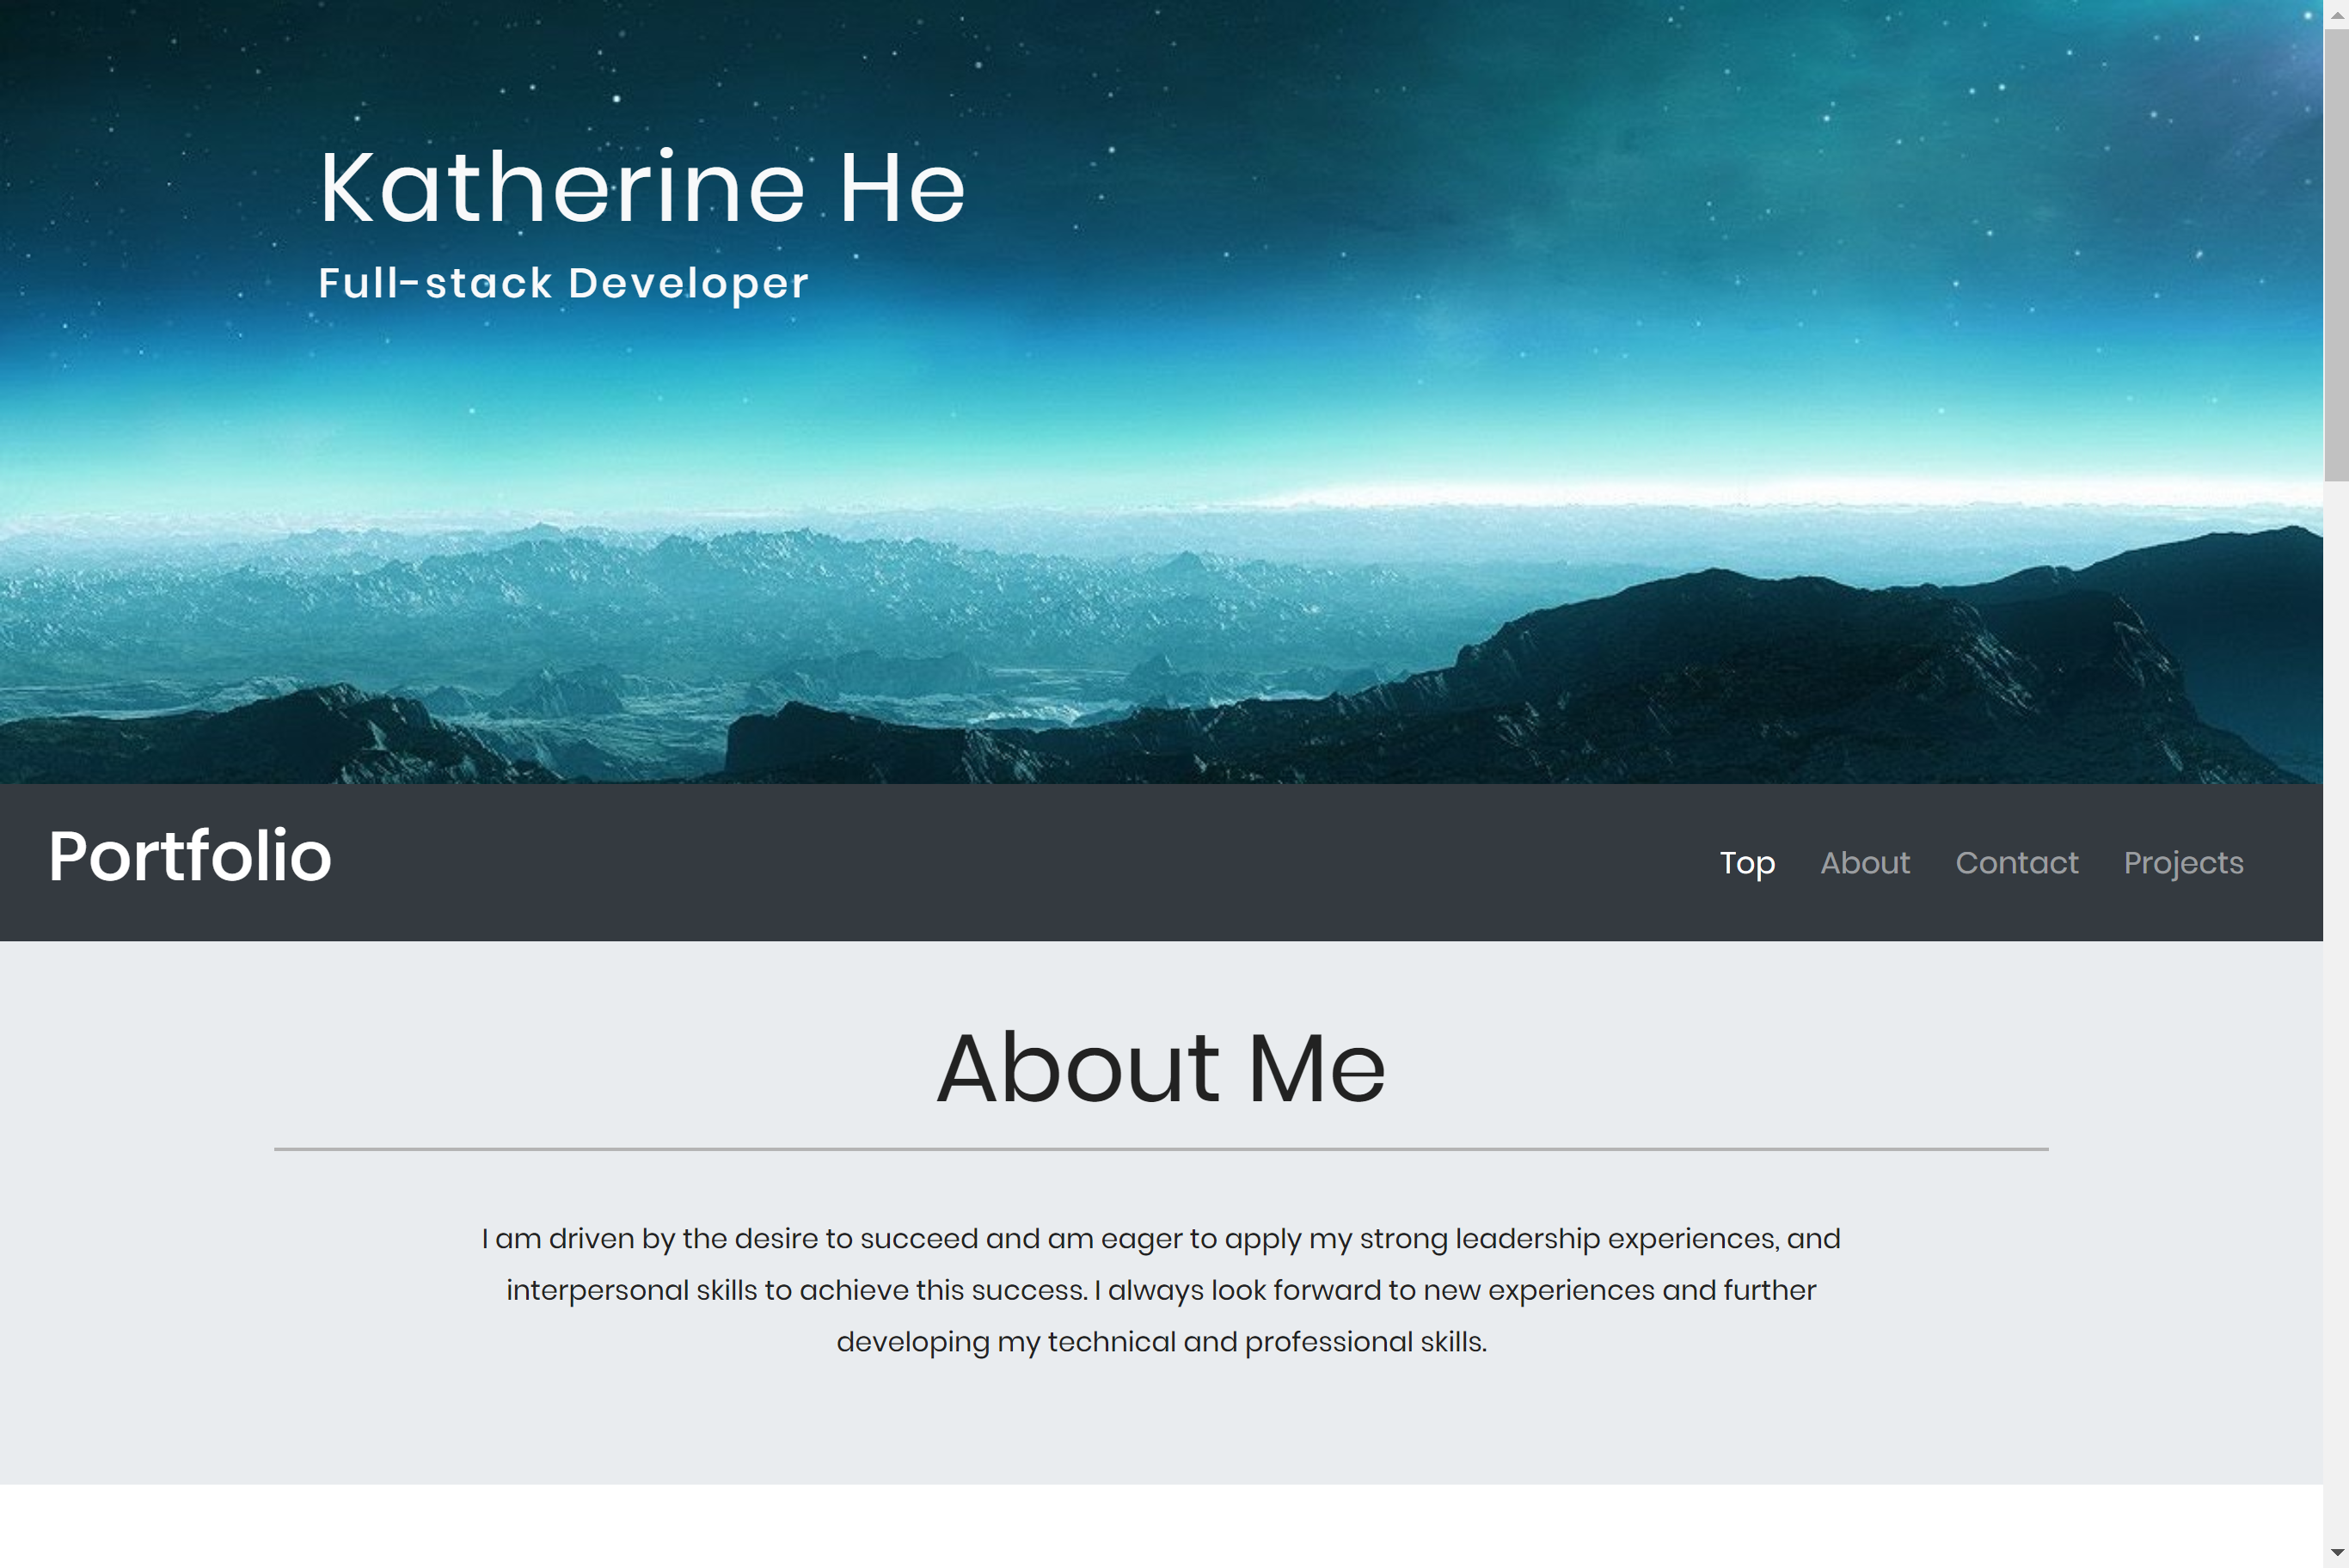 Katherine He
Full-stack Developer
Portfolio
Top About Contact Projects
About Me
I am driven by the desire to succeed and am eager to apply my strong leadership experiences, and
interpersonal skills to achieve this success. I always look forward to new experiences and further
developing my technical and professional skills.